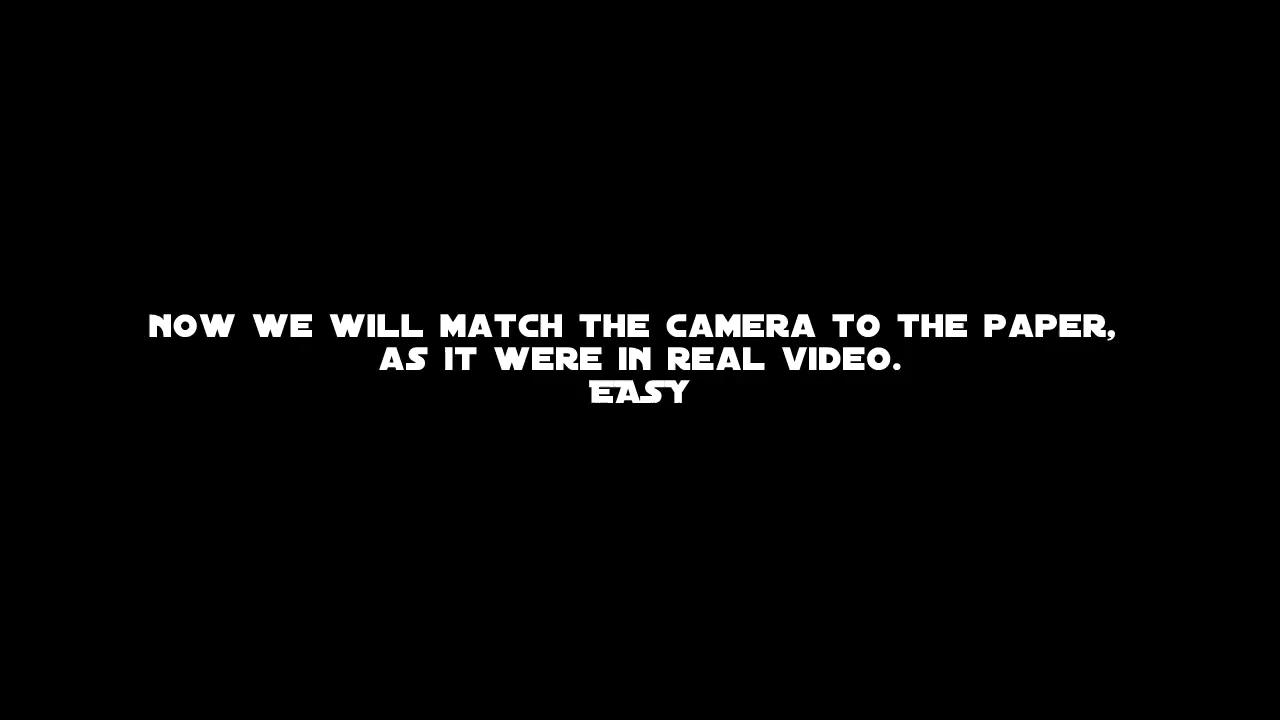 NOW WE WILL MATCH THE CAMERA TO THE PAPER,
AS IT WERE IN REAL VIDEO.
EASY